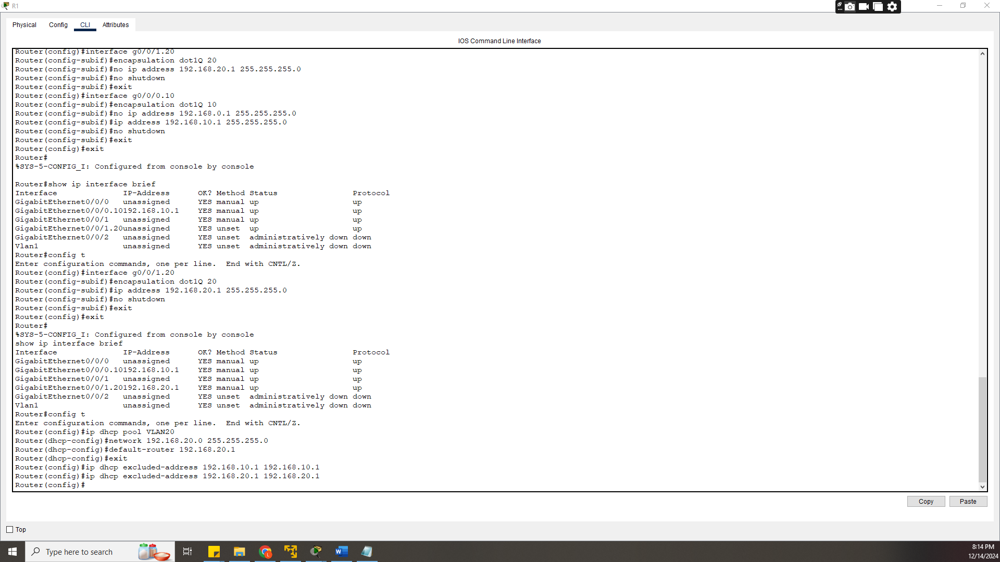 R1
Physical Config CLI Attributes
IOS Command Line Interface
Router(config)#interface g0/0/1.20
Router(config-subif)#encapsulation dot1Q 20
Router(config-subif)#no ip address 192.168.20.1 255.255.255.0
Router(config-subif)#no shutdown
Router(config-subif)#exit
Router(config)#interface g0/0/0.10
Router(config-subif)#encapsulation dot1Q 10
Router(config-subif)#no ip address 192.168.0.1 255.255.255.0
Router(config-subif)#ip address 192.168.10.1 255.255.255.0
Router(config-subif)#no shutdown
Router(config-subif)#exit
Router(config)#exit
Router#
%SYS-5-CONFIG_I: Configured from console by console
Router#show ip interface brief
Interface IP-Address OK? Method Status Protocol
GigabitEthernet0/0/0 unassigned YES manual up up
GigabitEthernet0/0/0.10192.168.10.1 YES manual up up
GigabitEthernet0/0/1 unassigned YES manual up up
GigabitEthernet0/0/1.20unassigned YES unset up up
GigabitEthernet0/0/2 unassigned YES unset administratively down down
Vlan1 unassigned YES unset administratively down down
Router#config t
Enter configuration commands, one per line. End with CNTL/Z.
Router(config)#interface g0/0/1.20
Router(config-subif)#encapsulation dot1Q 20
Router(config-subif)#ip address 192.168.20.1 255.255.255.0
Router(config-subif)#no shutdown
Router(config-subif)#exit
Router(config)#exit
Router#
%SYS-5-CONFIG_I: Configured from console by console
show ip interface brief
Interface IP-Address OK? Method Status Protocol
GigabitEthernet0/0/0 unassigned YES manual up up
GigabitEthernet0/0/0.10192.168.10.1 YES manual up up
GigabitEthernet0/0/1 unassigned YES manual up up
GigabitEthernet0/0/1.20192.168.20.1 YES manual up up
GigabitEthernet0/0/2 unassigned YES unset administratively down down
Vlan1 unassigned YES unset administratively down down
Router#config t
Enter configuration commands, one per line. End with CNTL/Z.
Router(config)#ip dhcp pool VLAN20
Router(dhcp-config)#network 192.168.20.0 255.255.255.0
Router(dhcp-config)#default-router 192.168.20.1
Router(dhcp-config)#exit
Router(config)#ip dhcp excluded-address 192.168.10.1 192.168.10.1
Router(config)#ip dhcp excluded-address 192.168.20.1 192.168.20.1
Router(config)#
Copy Paste
Top
Type here to search
8:14 PM
12/14/2024